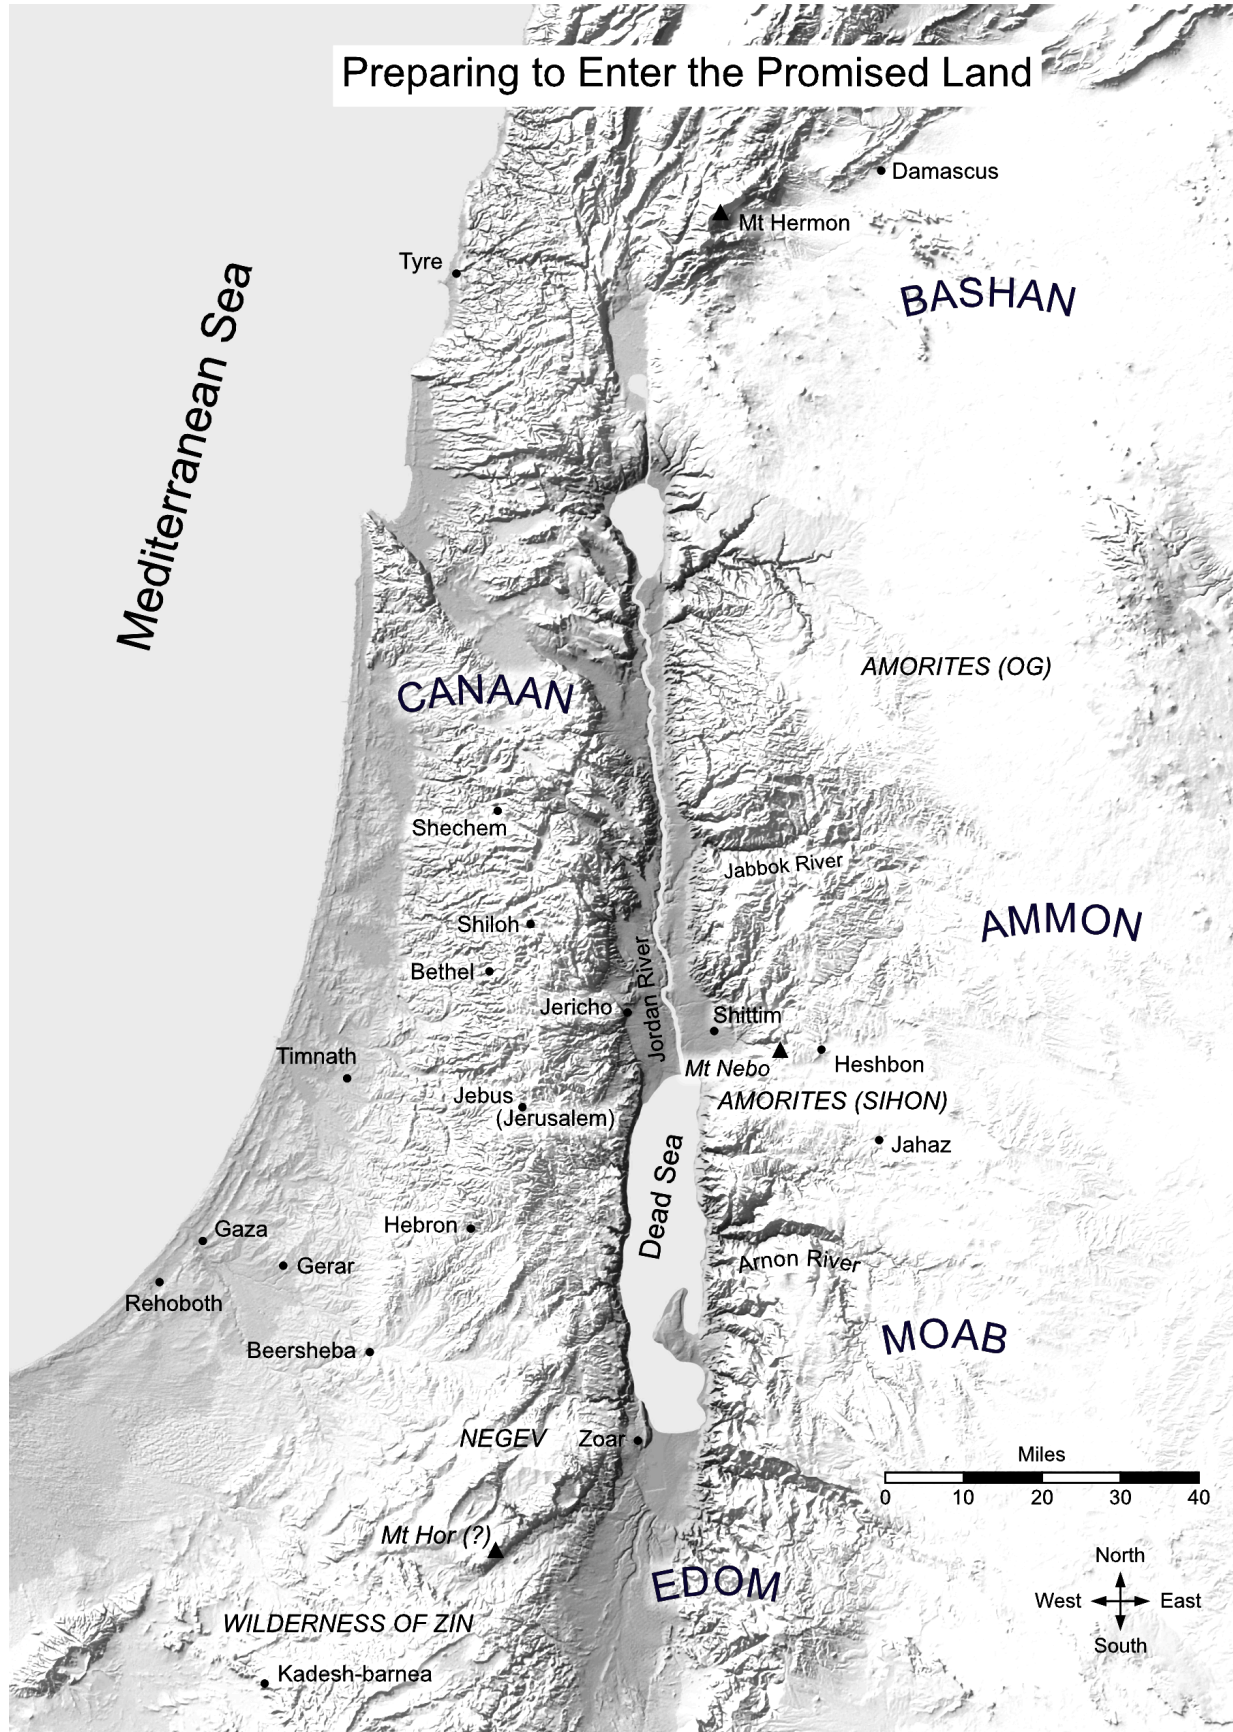 Preparing to Enter the Promised Land
Damascus
Mt Hermon
Tyre
BASHAN
Mediterranean Sea
AMORITES (OG)
CANAAN
Shechem
Jabbok River
Shiloh
AMMON
Bethel
Jordan River
Jericho
Shittim
Timnath
Mt Nebo
Heshbon
Jebus
(Jerusalem)
AMORITES (SIHON)
Jahaz
Dead Sea
Gaza
Hebron
Gerar
Arnon River
Rehoboth
MOAB
Beersheba
NEGEV
Zoar
Miles
0 10 20 30 40
Mt Hor (?)
North
West East
South
EDOM
WILDERNESS OF ZIN
Kadesh-barnea